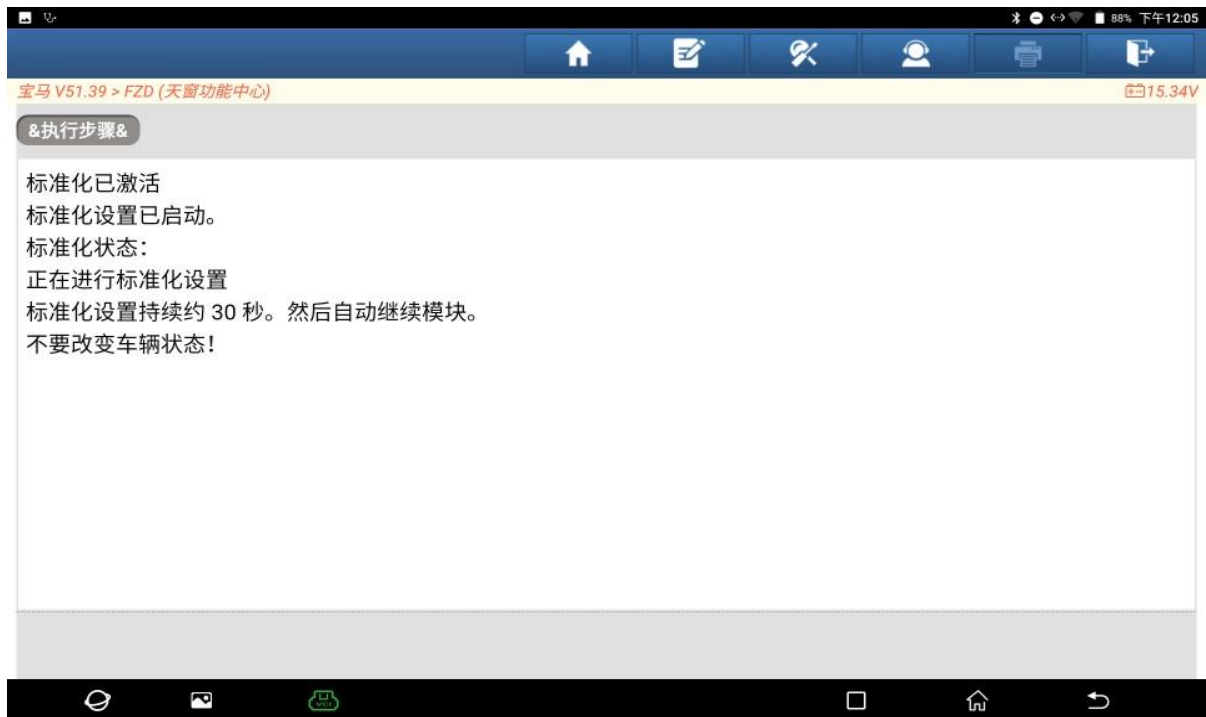 88% 下午12:05
宝马 V51.39 > FZD (天窗功能中心)
15.34V
&执行步骤&
标准化已激活
标准化设置已启动。
标准化状态：
正在进行标准化设置
标准化设置持续约 30 秒。然后自动继续模块。
不要改变车辆状态！
VCI